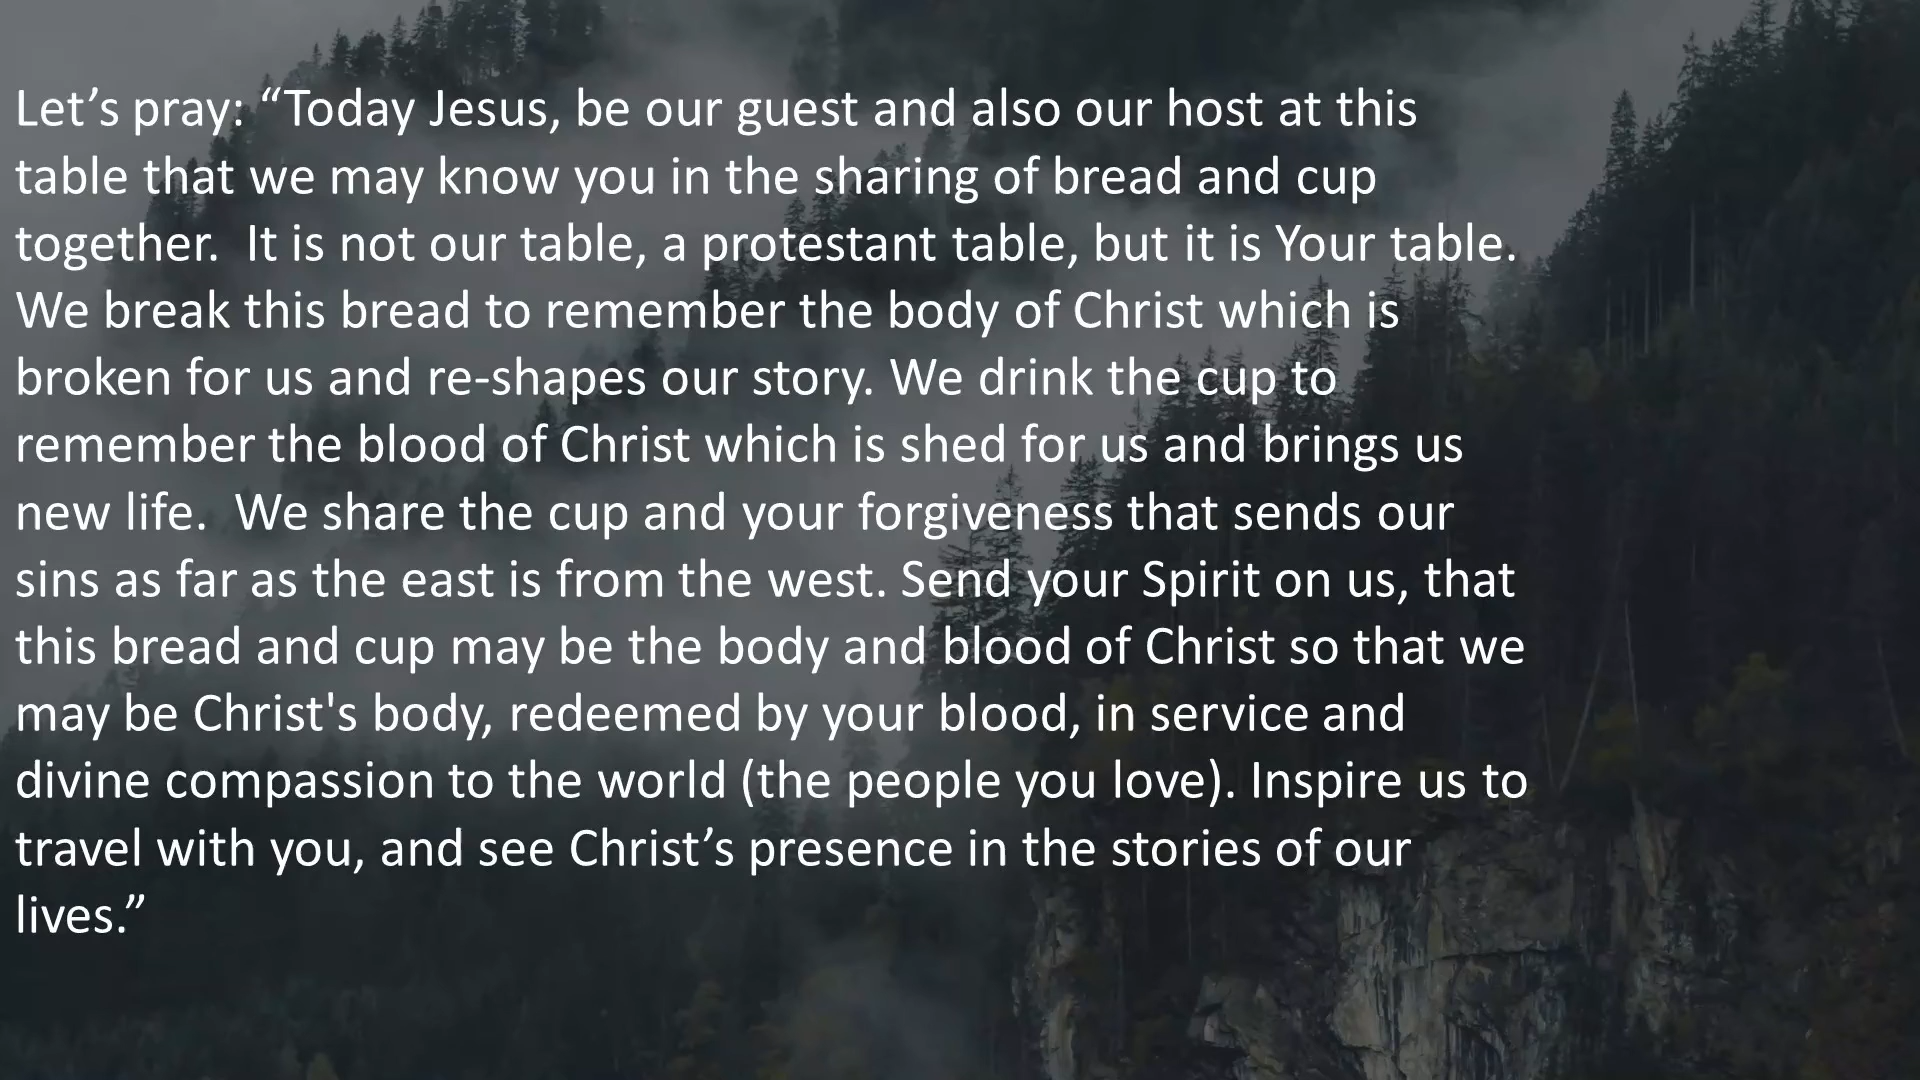 Let’s pray: “Today Jesus, be our guest and also our host at this
table that we may know you in the sharing of bread and cup
together.  It is not our table, a protestant table, but it is Your table.
We break this bread to remember the body of Christ which is
broken for us and re-shapes our story. We drink the cup to
remember the blood of Christ which is shed for us and brings us
new life.  We share the cup and your forgiveness that sends our
sins as far as the east is from the west. Send your Spirit on us, that
this bread and cup may be the body and blood of Christ so that we
may be Christ's body, redeemed by your blood, in service and
divine compassion to the world (the people you love). Inspire us to
travel with you, and see Christ’s presence in the stories of our
lives.”